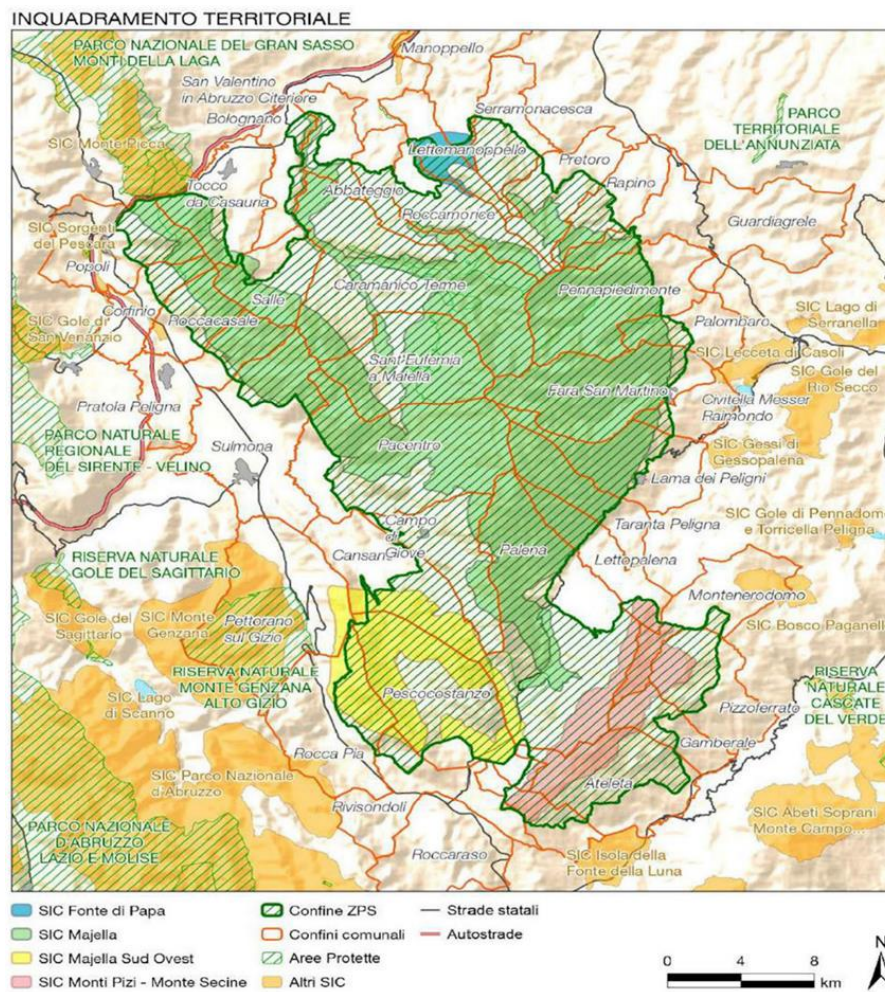 INQUADRAMENTO TERRITORIALE
PARCO NAZIONALE DEL GRAN SASSO
MONTI DELLA LAGA
Manoppello
San Valentino
in Abruzzo Citeriore
Bolognano
Serramonacesca
PARCO
TERRITORIALE
DELL'ANNUNZIATA
SIC Monte Picca
Lettomanoppello
Pretoro
Tocco
da Casauria
Abbateggio
Rapino
Roccamorice
Guardiagrele
SIC Sorgenti
del Pescara
Popoli
Caramanico Terme
Salle
Pennapiedimonte
Corfinio
Roccacasale
SIC Lago di
Serranella
Palombaro
SIC Gole di
San Venanzio
SIC Lecceta di Casoli
Sant'Eufemia
a Maiella
SIC Gole del
Rio Secco
Fara San Martino
Civitella Messer
Raimondo
Pratola Peligna
PARCO NATURALE
REGIONALE
DEL SIRENTE - VELINO
Sulmona
Pacentro
SIC Gessi di
Gessopalena
Lama dei Peligni
SIC Gole di Pennadomo
e Torricella Peligna
Campo
di
Giove
Taranta Peligna
Palena
Lettopalena
RISERVA NATURALE
GOLE DEL SAGITTARIO
Montenerodomo
SIC Gole del
Sagittario
SIC Monte
Genzana
Pettorano
sul Gizio
SIC Bosco Paganello
RISERVA NATURALE
MONTE GENZANA
ALTO GIZIO
RISERVA
NATURALE
CASCATE
DEL VERDE
SIC Lago
di Scanno
Pescocostanzo
Pizzoferrato
Gamberale
Rocca Pia
SIC Parco Nazionale
d'Abruzzo
Ateleta
Rivisondoli
SIC Abeti Soprani
Monte Campo...
PARCO NAZIONALE
D'ABRUZZO
LAZIO E MOLISE
Roccaraso
SIC Isola della
Fonte della Luna
SIC Fonte di Papa
Confine ZPS
Strade statali
SIC Majella
Confini comunali
Autostrade
SIC Majella Sud Ovest
Aree Protette
SIC Monti Pizi - Monte Secine
Altri SIC
0 4 8
km
N